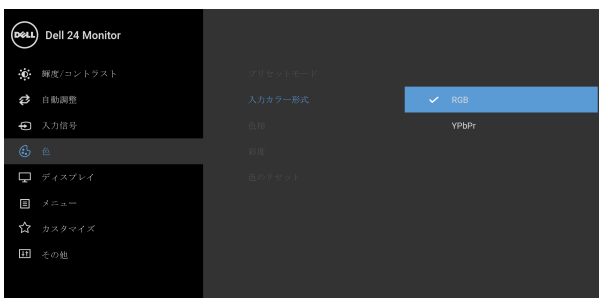 DELL Dell 24 Monitor
輝度/コントラスト
自動調整
入力信号
色
ディスプレイ
メニュー
カスタマイズ
その他
プリセットモード
入力カラー形式
色相
彩度
色のリセット
RGB
YPbPr